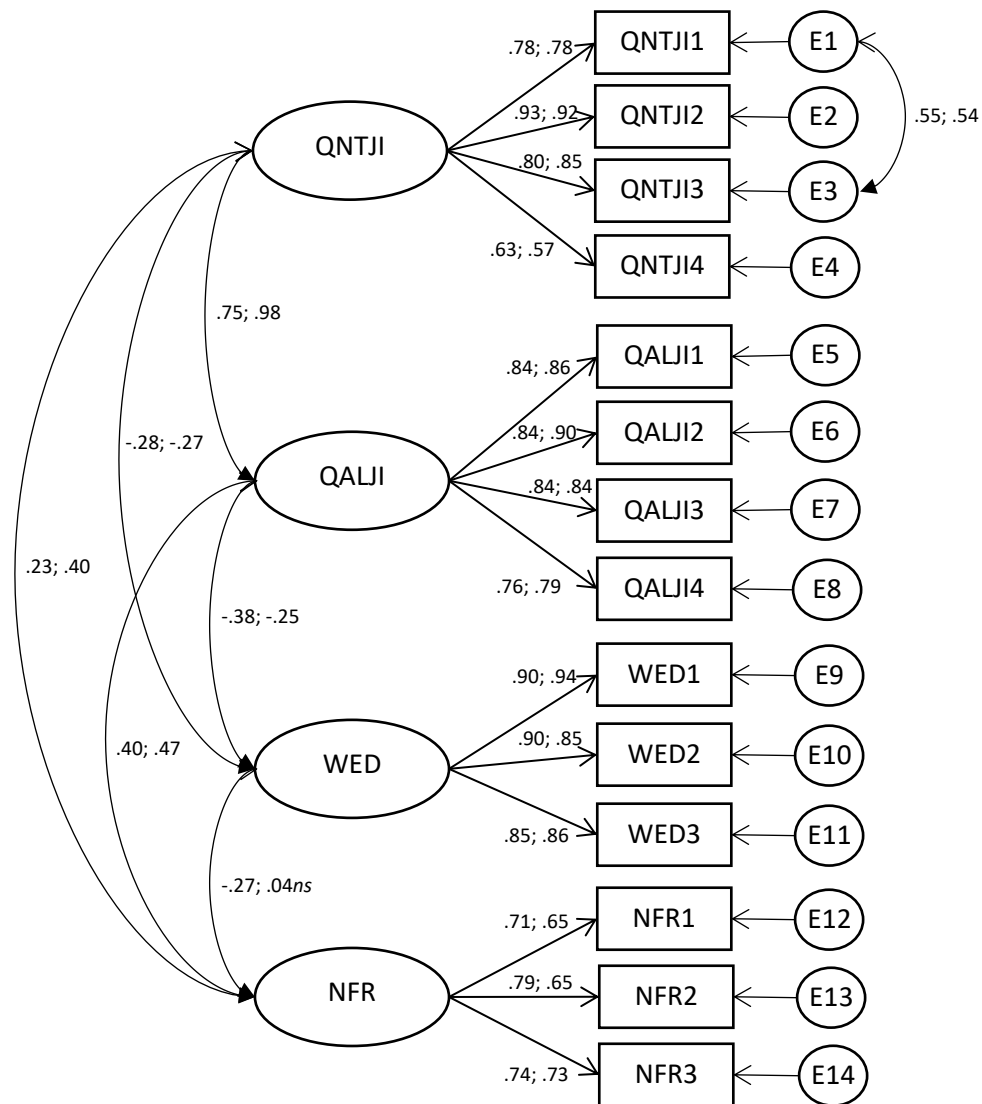 QNTJI1
E1
.78; .78
QNTJI2
E2
.93; .92
.55; .54
QNTJI
QNTJI3
E3
.80; .85
QNTJI4
E4
.63; .57
.75; .98
QALJI1
E5
.84; .86
QALJI2
E6
.84; .90
-.28; -.27
QALJI
QALJI3
E7
.84; .84
.23; .40
QALJI4
E8
.76; .79
-.38; -.25
WED1
E9
.90; .94
.40; .47
WED2
E10
.90; .85
WED
WED3
E11
.85; .86
-.27; .04ns
NFR1
E12
.71; .65
NFR
NFR2
E13
.79; .65
NFR3
E14
.74; .73